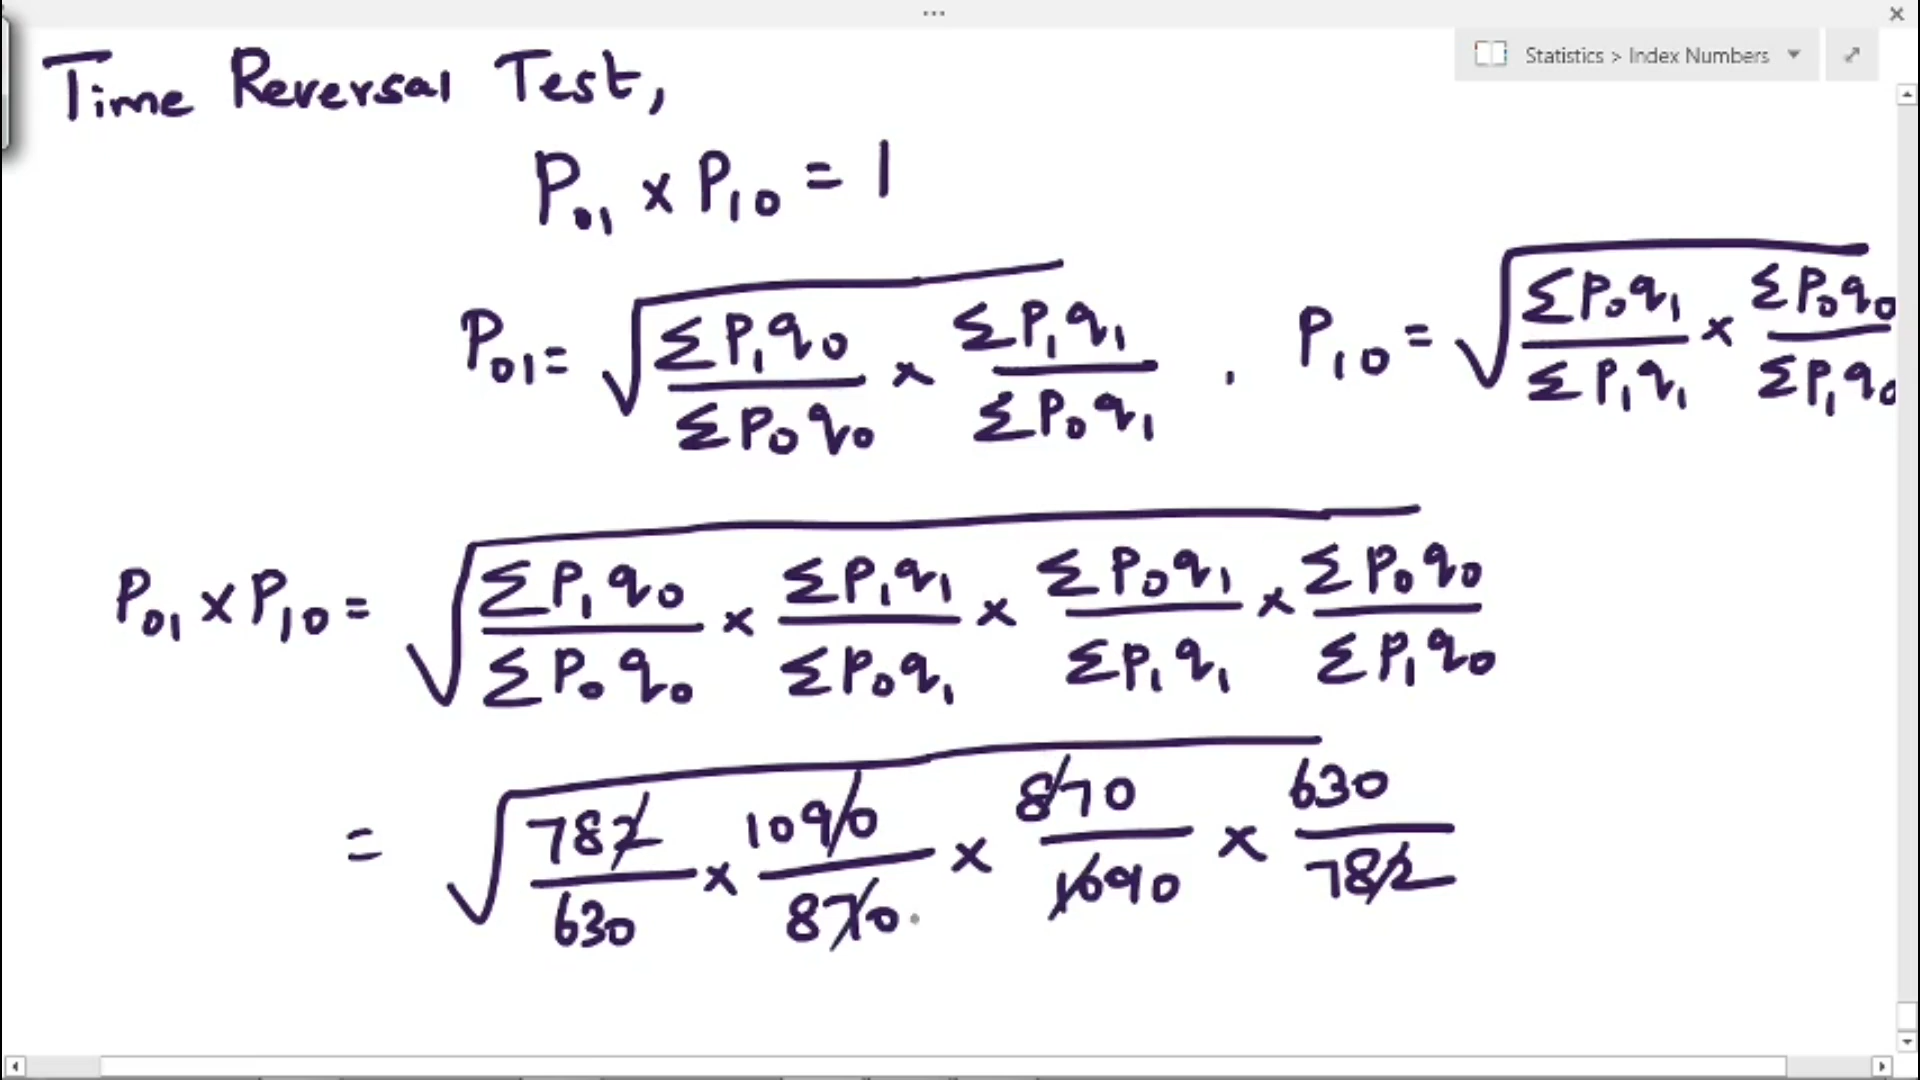 ...
Statistics > Index Numbers
Time Reversal Test,
P₀₁ × P₁₀ = 1
P₀₁ = √(ΣP₁q₀/ΣP₀q₀ × ΣP₁q₁/ΣP₀q₁) , P₁₀ = √(ΣP₀q₁/ΣP₁q₁ × ΣP₀q₀/ΣP₁q₀)
P₀₁ × P₁₀ = √(ΣP₁q₀/ΣP₀q₀ × ΣP₁q₁/ΣP₀q₁ × ΣP₀q₁/ΣP₁q₁ × ΣP₀q₀/ΣP₁q₀)
= √(782/630 × 1090/870 × 870/1090 × 630/782)